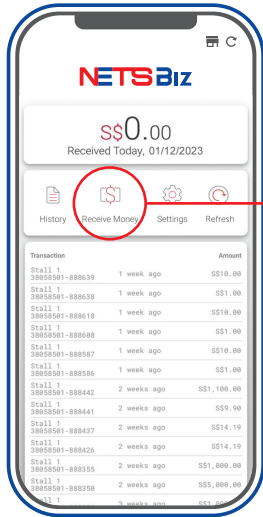 NETSBiz
S$0.00
Received Today, 01/12/2023
History Receive Money Settings Refresh
Transaction Amount
Stall 1
38058501-888639 1 week ago S$10.00
Stall 1
38058501-888638 1 week ago S$1.00
Stall 1
38058501-888618 1 week ago S$10.00
Stall 1
38058501-888608 1 week ago S$1.00
Stall 1
38058501-888587 1 week ago S$10.00
Stall 1
38058501-888586 1 week ago S$1.00
Stall 1
38058501-888442 2 weeks ago S$1,100.00
Stall 1
38058501-888441 2 weeks ago S$9.90
Stall 1
38058501-888437 2 weeks ago S$14.19
Stall 1
38058501-888426 2 weeks ago S$14.19
Stall 1
38058501-888355 2 weeks ago S$1,000.00
Stall 1
38058501-888350 2 weeks ago S$5,000.00
Stall 1